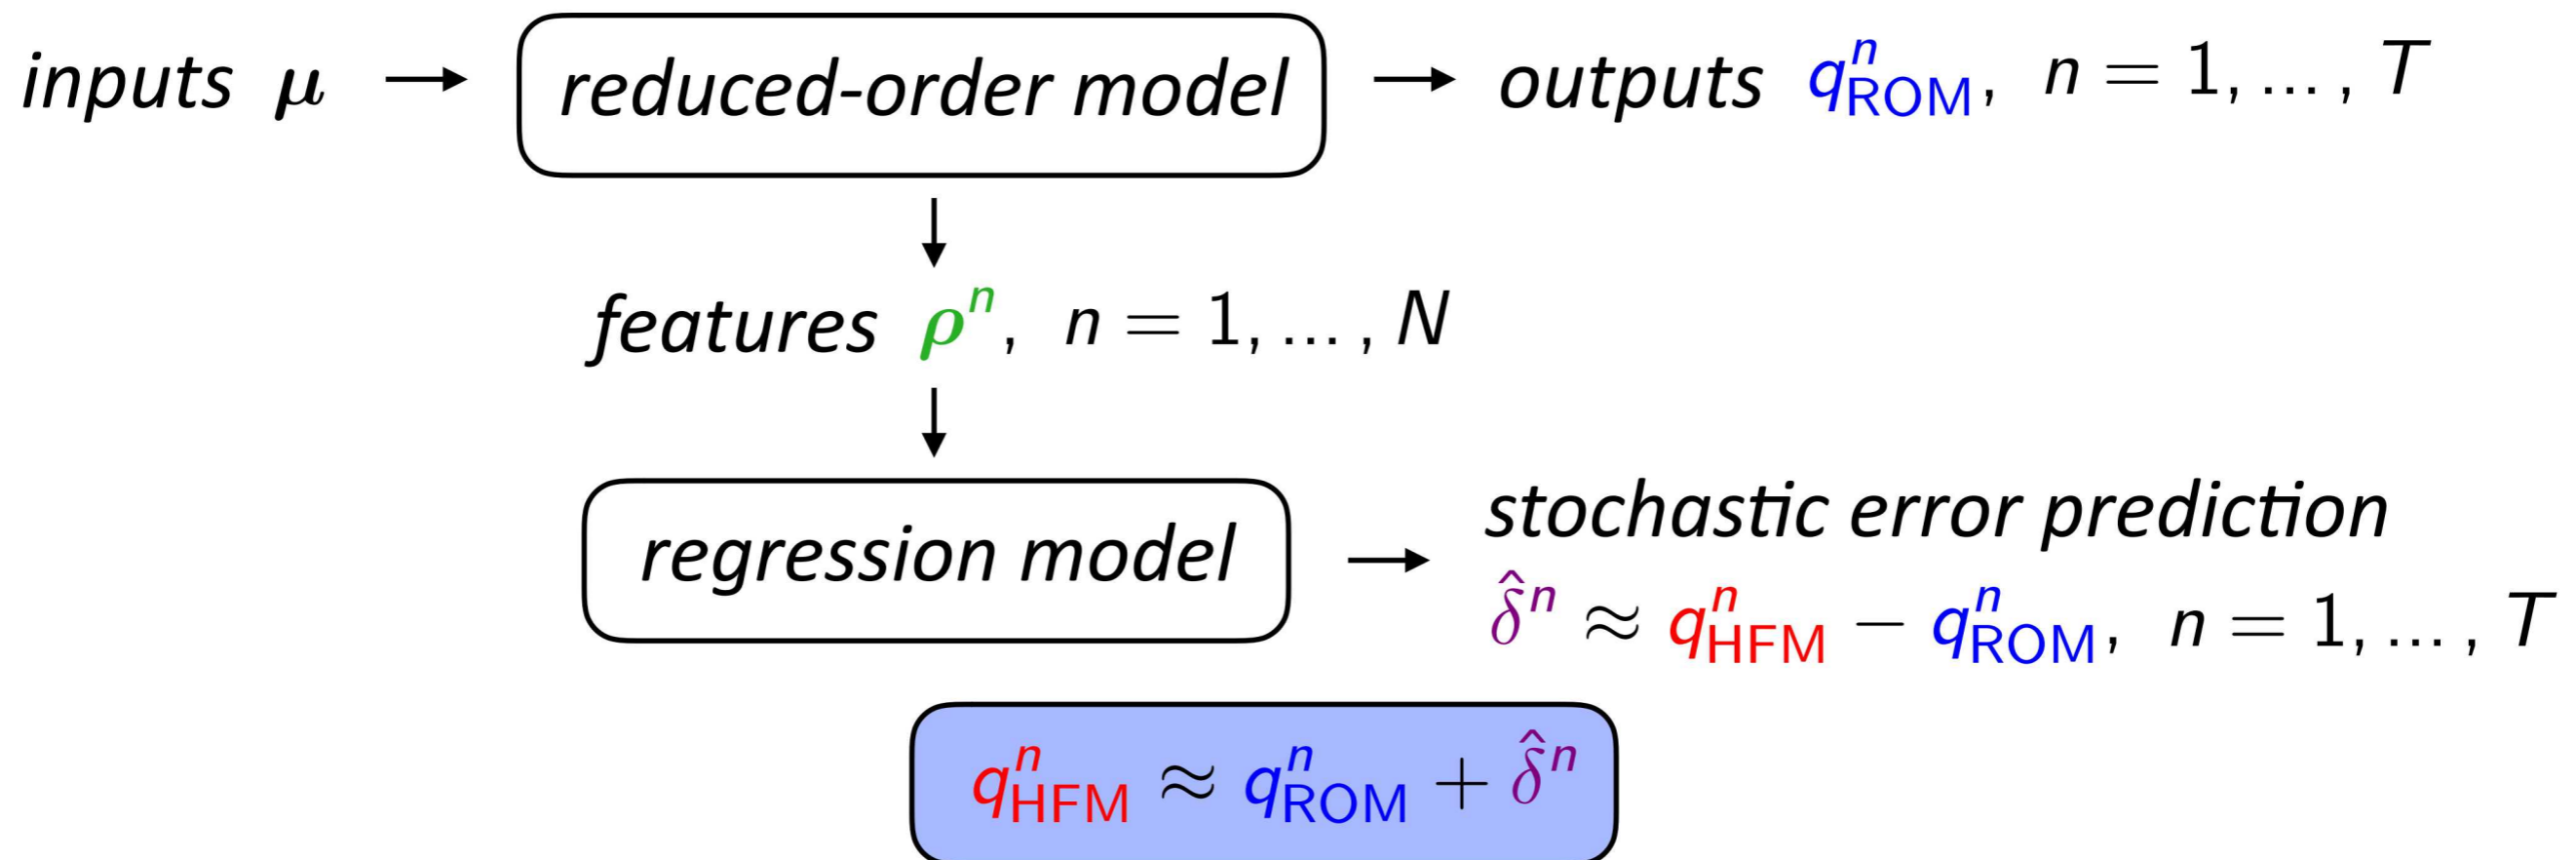 inputs μ → reduced-order model → outputs q^n_ROM, n = 1, ... , T
features ρ^n, n = 1, ... , N
regression model → stochastic error prediction
δ̂^n ≈ q^n_HFM − q^n_ROM, n = 1, ... , T
q^n_HFM ≈ q^n_ROM + δ̂^n